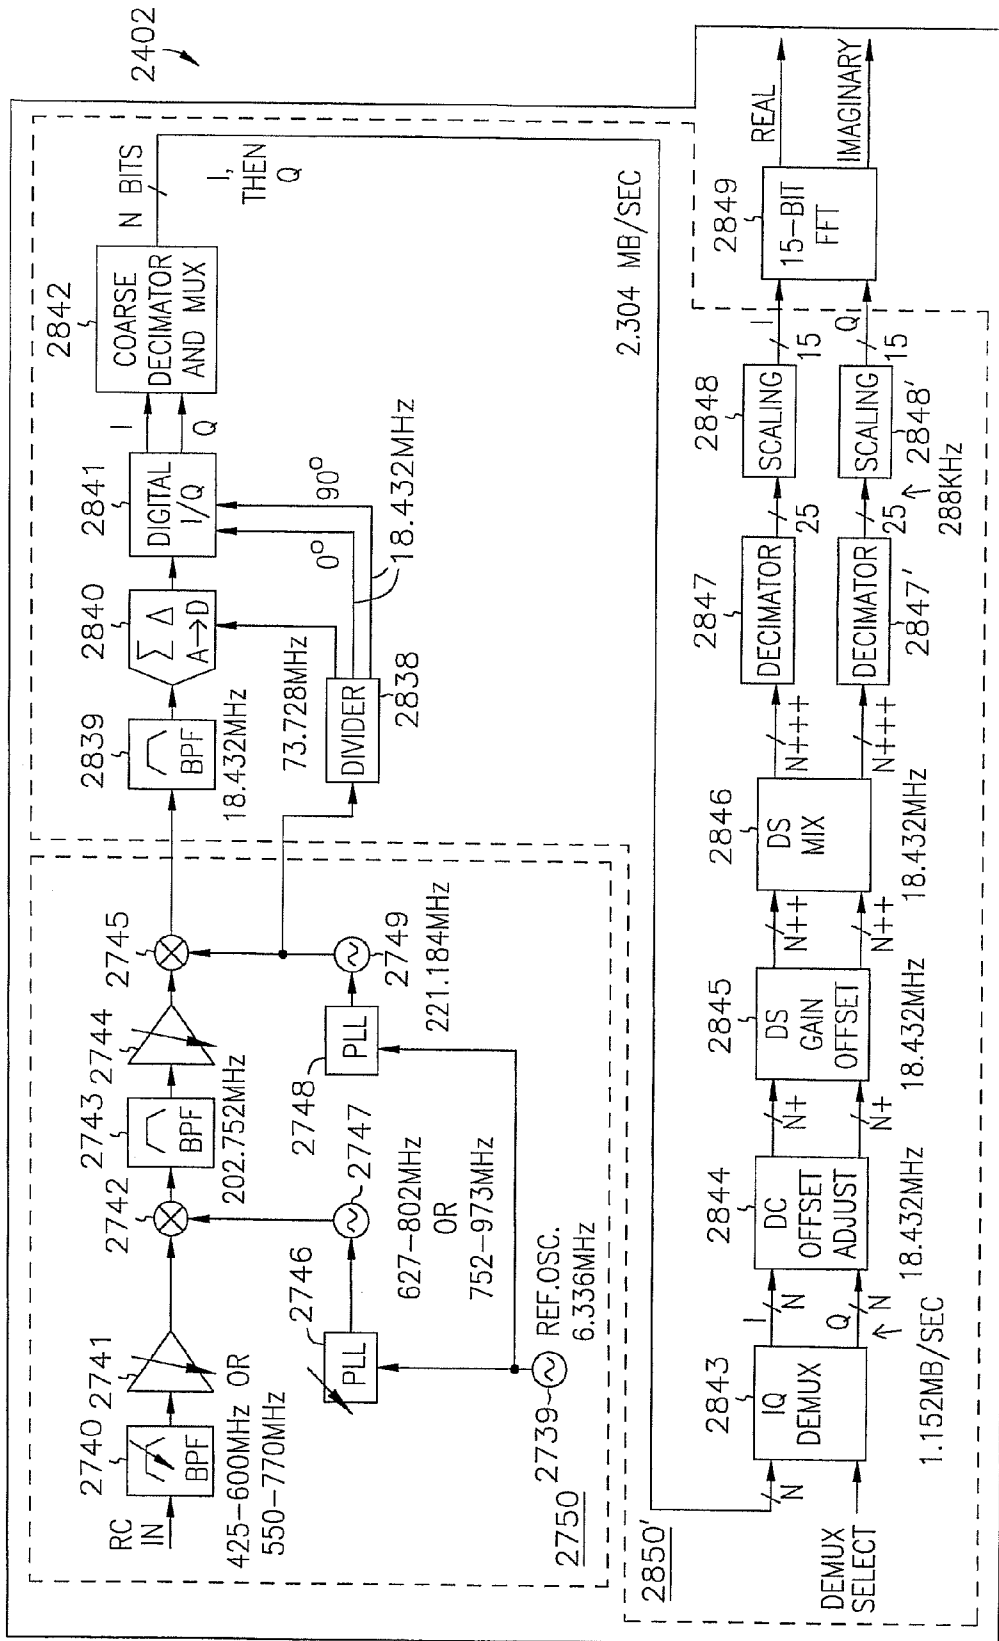 2402
RC
IN
2740
BPF
425-600MHz OR
550-770MHz
2741
2742
2743
BPF
202.752MHz
2744
2745
2746
PLL
2747
627-802MHz
OR
752-973MHz
2748
PLL
2749
221.184MHz
REF.OSC.
6.336MHz
2739
2750
2839
BPF
18.432MHz
2840
Σ Δ
A→D
2841
DIGITAL
I/Q
I
Q
2842
COARSE
DECIMATOR
AND MUX
N BITS
I,
THEN
Q
73.728MHz
DIVIDER
2838
0°
90°
18.432MHz
2.304 MB/SEC
2850'
DEMUX
SELECT
N
2843
IQ
DEMUX
I
N
Q
N
1.152MB/SEC
2844
DC
OFFSET
ADJUST
18.432MHz
N+
N+
2845
DS
GAIN
OFFSET
18.432MHz
N++
N++
2846
DS
MIX
18.432MHz
N+++
N+++
2847
DECIMATOR
DECIMATOR
2847'
25
25
288KHz
2848
SCALING
SCALING
2848'
I
15
Q
15
2849
15-BIT
FFT
REAL
IMAGINARY